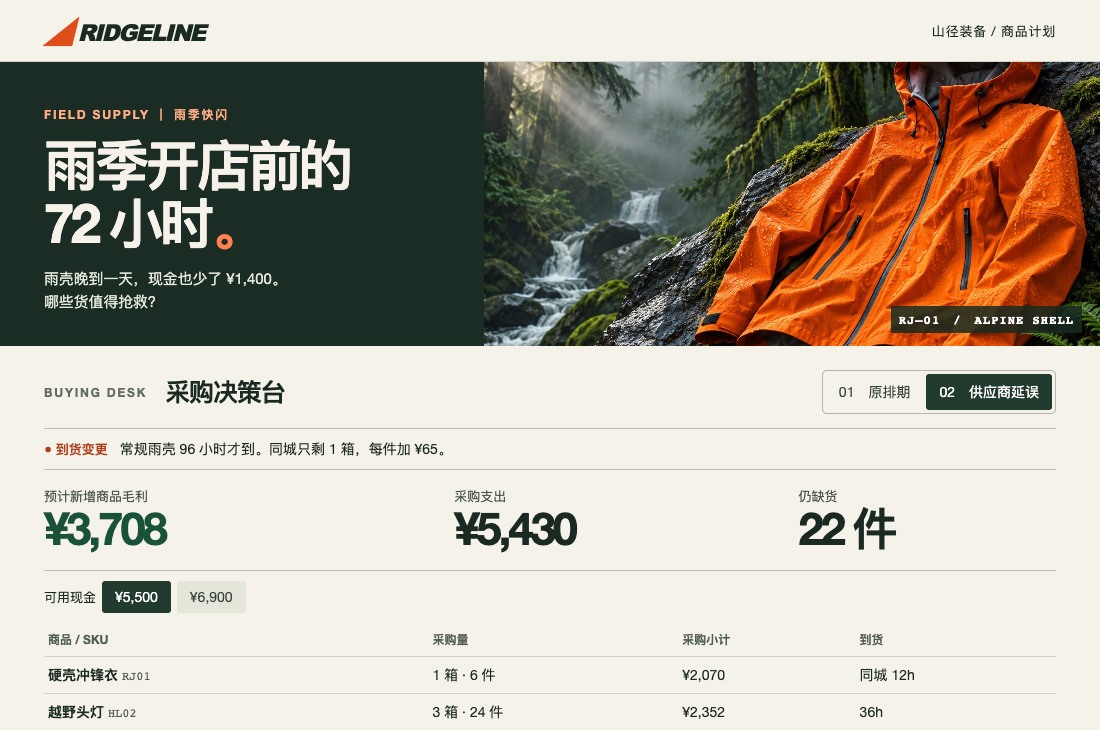 RIDGELINE
山径装备 / 商品计划
FIELD SUPPLY | 雨季快闪
雨季开店前的
72 小时。
雨壳晚到一天，现金也少了 ¥1,400。
哪些货值得抢救？
RJ—01 / ALPINE SHELL
BUYING DESK 采购决策台
01 原排期 02 供应商延误
● 到货变更 常规雨壳 96 小时才到。同城只剩 1 箱，每件加 ¥65。
预计新增商品毛利 采购支出 仍缺货
¥3,708 ¥5,430 22 件
可用现金 ¥5,500 ¥6,900
商品 / SKU 采购量 采购小计 到货
硬壳冲锋衣 RJ01 1 箱 · 6 件 ¥2,070 同城 12h
越野头灯 HL02 3 箱 · 24 件 ¥2,352 36h